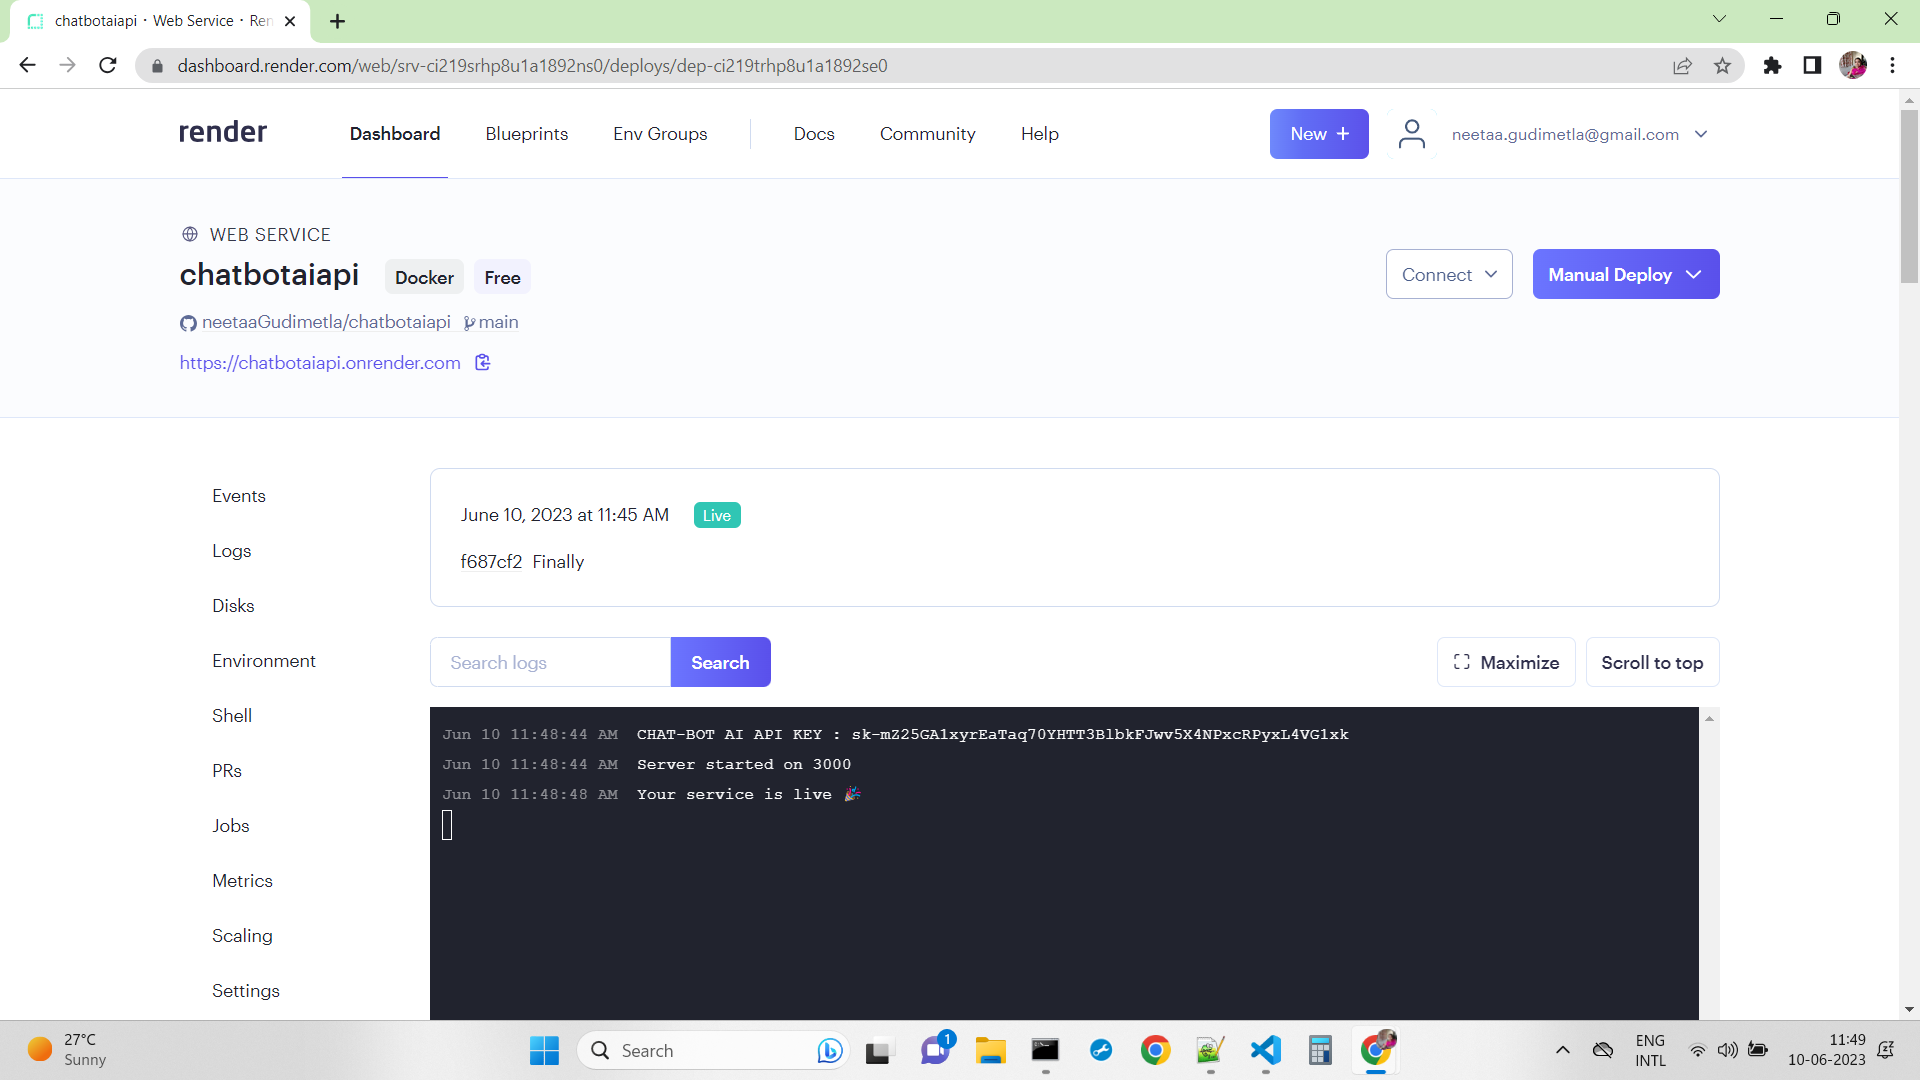 chatbotaiapi · Web Service · Ren
dashboard.render.com/web/srv-ci219srhp8u1a1892ns0/deploys/dep-ci219trhp8u1a1892se0
render
Dashboard
Blueprints
Env Groups
Docs
Community
Help
New +
neetaa.gudimetla@gmail.com
WEB SERVICE
chatbotaiapi
Docker
Free
Connect
Manual Deploy
neetaaGudimetla/chatbotaiapi
main
https://chatbotaiapi.onrender.com
Events
Logs
Disks
Environment
Shell
PRs
Jobs
Metrics
Scaling
Settings
June 10, 2023 at 11:45 AM
Live
f687cf2 Finally
Search logs
Search
Maximize
Scroll to top
Jun 10 11:48:44 AM CHAT-BOT AI API KEY : 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
Jun 10 11:48:44 AM Server started on 3000
Jun 10 11:48:48 AM Your service is live 🎉
27°C
Sunny
Search
1
ENG
INTL
11:49
10-06-2023